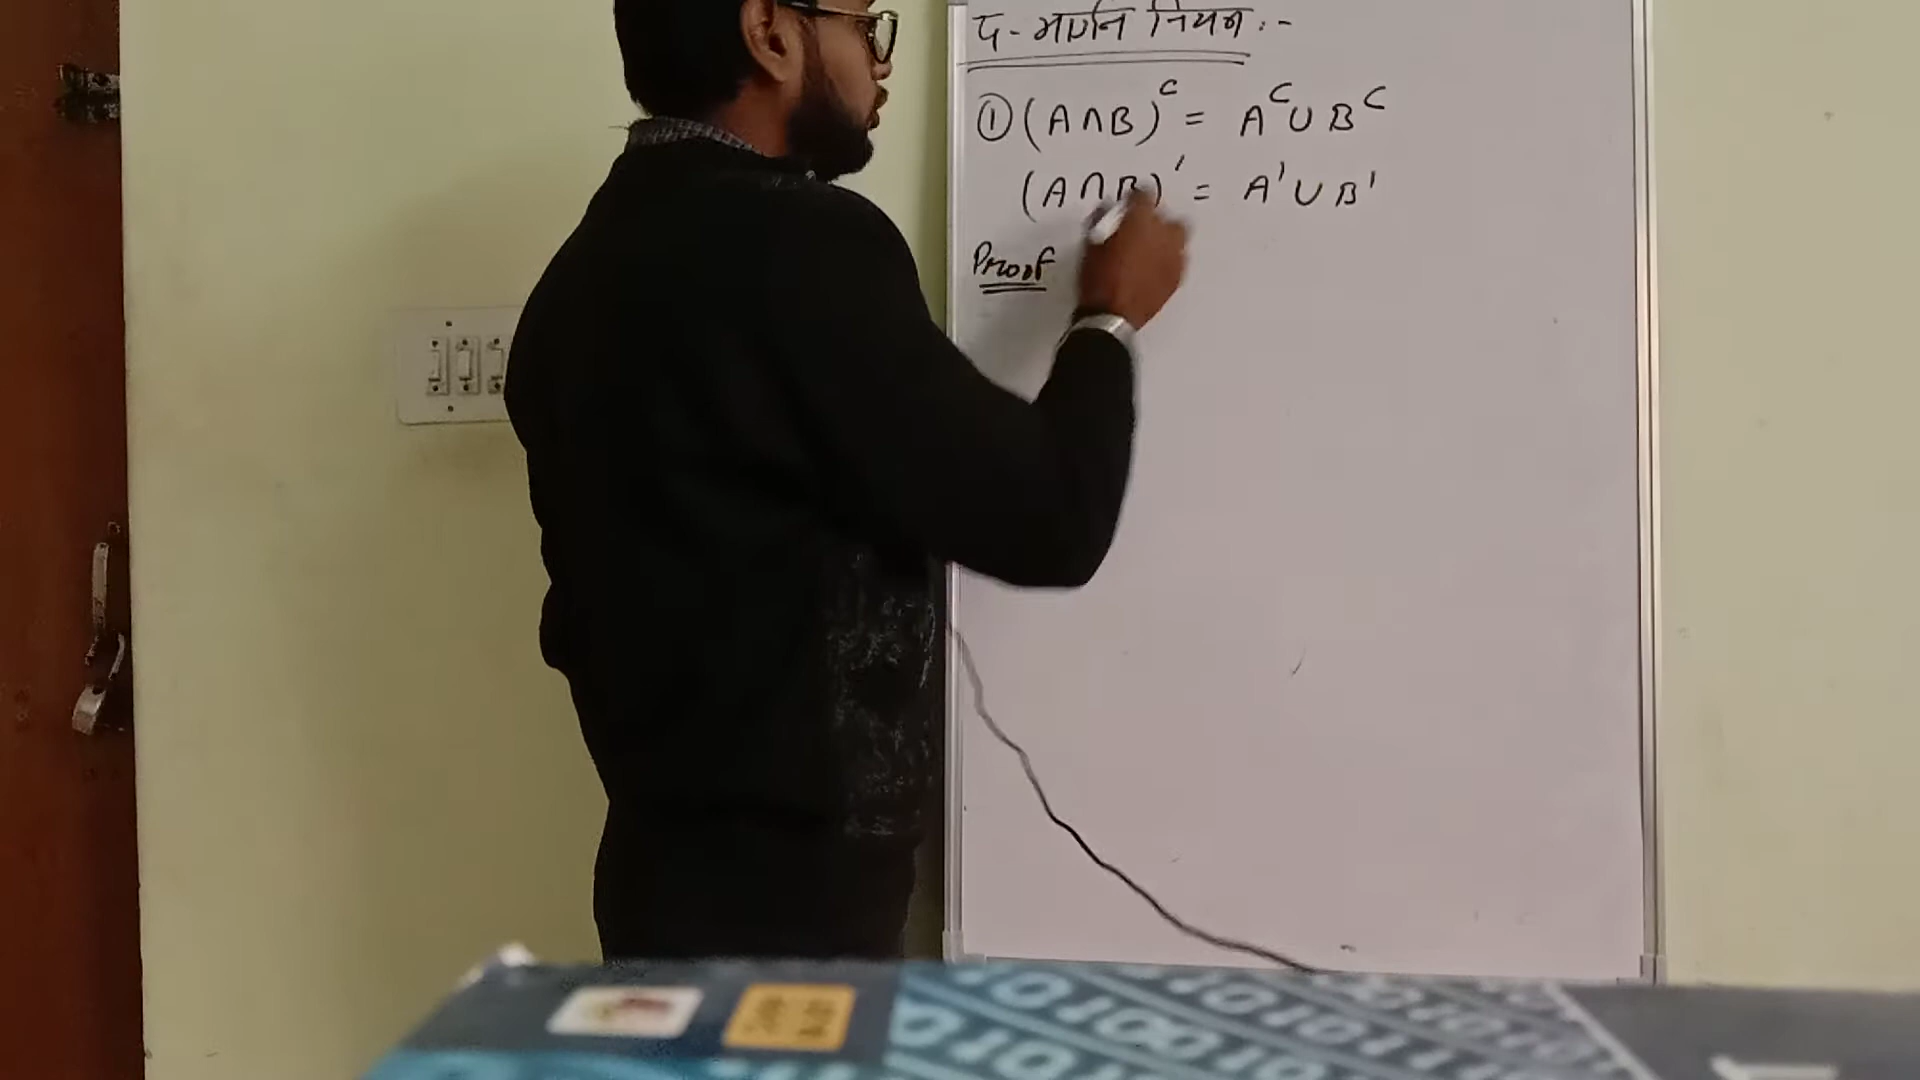 द-मार्गन नियम :-
① (A∩B)ᶜ = Aᶜ ∪ Bᶜ
(A∩B)' = A' ∪ B'
Proof